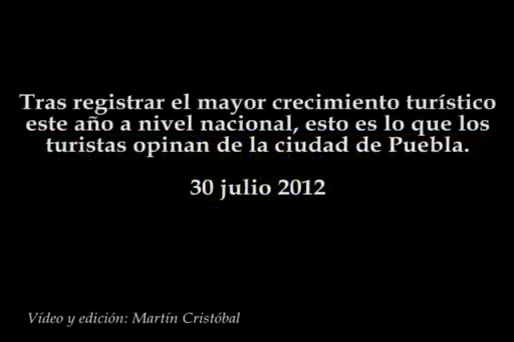 Tras registrar el mayor crecimiento turístico
este año a nivel nacional, esto es lo que los
turistas opinan de la ciudad de Puebla.
30 julio 2012
Vídeo y edición: Martín Cristóbal